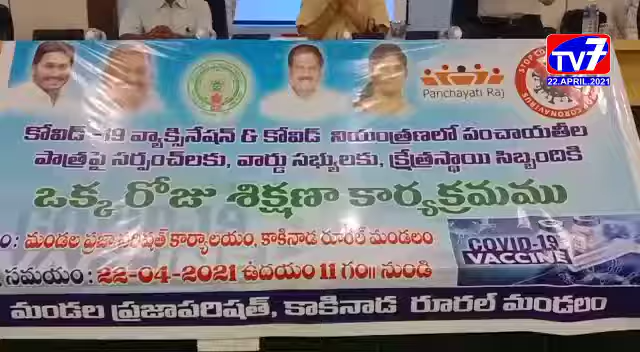 TV7
22.APRIL.2021
Panchayati Raj
STOP CORONAVIRUS
కోవిడ్ -19 వ్యాక్సినేషన్ & కోవిడ్ నియంత్రణలో పంచాయతీల
పాత్రపై సర్పంచ్‌లకు, వార్డు సభ్యులకు, క్షేత్రస్థాయి సిబ్బందికి
ఒక్క రోజు శిక్షణా కార్యక్రమము
మండల ప్రజాపరిషత్ కార్యాలయం, కాకినాడ రూరల్ మండలం
సమయం : 22-04-2021 ఉదయం 11 గం॥ నుండి
COVID-19
VACCINE
మండల ప్రజాపరిషత్, కాకినాడ రూరల్ మండలం